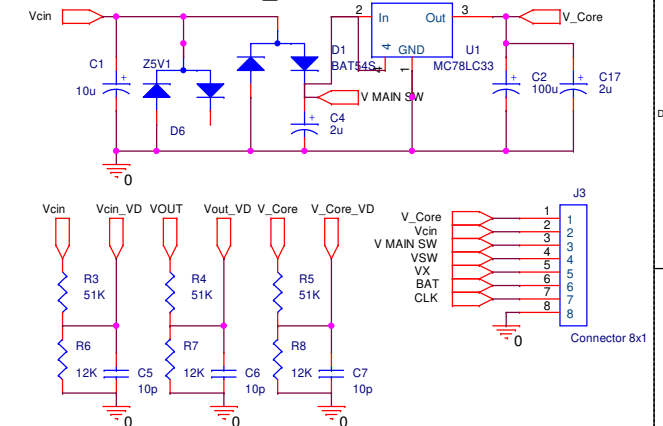 Vcin
2
In
Out
3
V_Core
C1
10u
Z5V1
D6
D1
BAT54S
4
GND
1
U1
MC78LC33
V MAIN SW
C4
2u
C2
100u
C17
2u
D
0
Vcin
Vcin_VD
VOUT
Vout_VD
V_Core
V_Core_VD
R3
51K
R4
51K
R5
51K
R6
12K
C5
10p
R7
12K
C6
10p
R8
12K
C7
10p
0
0
0
J3
V_Core 1 1
Vcin 2 2
V MAIN SW 3 3
VSW 4 4
VX 5 5
BAT 6 6
CLK 7 7
8 8
0
Connector 8x1